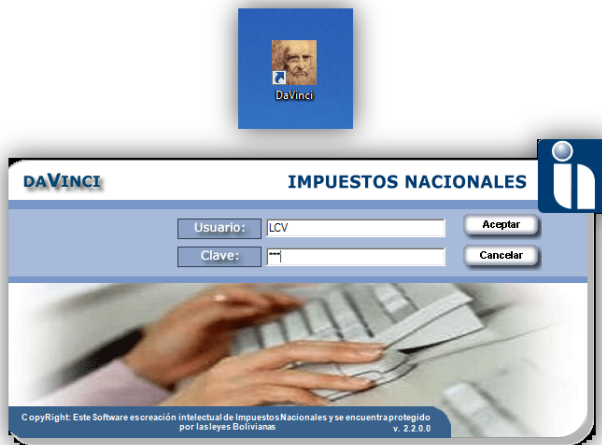 DaVinci
DAVINCI
IMPUESTOS NACIONALES
Usuario: LCV Aceptar
Clave: *** Cancelar
CopyRight: Este Software es creación intelectual de Impuestos Nacionales y se encuentra protegido
por las leyes Bolivianas
v. 2.2.0.0